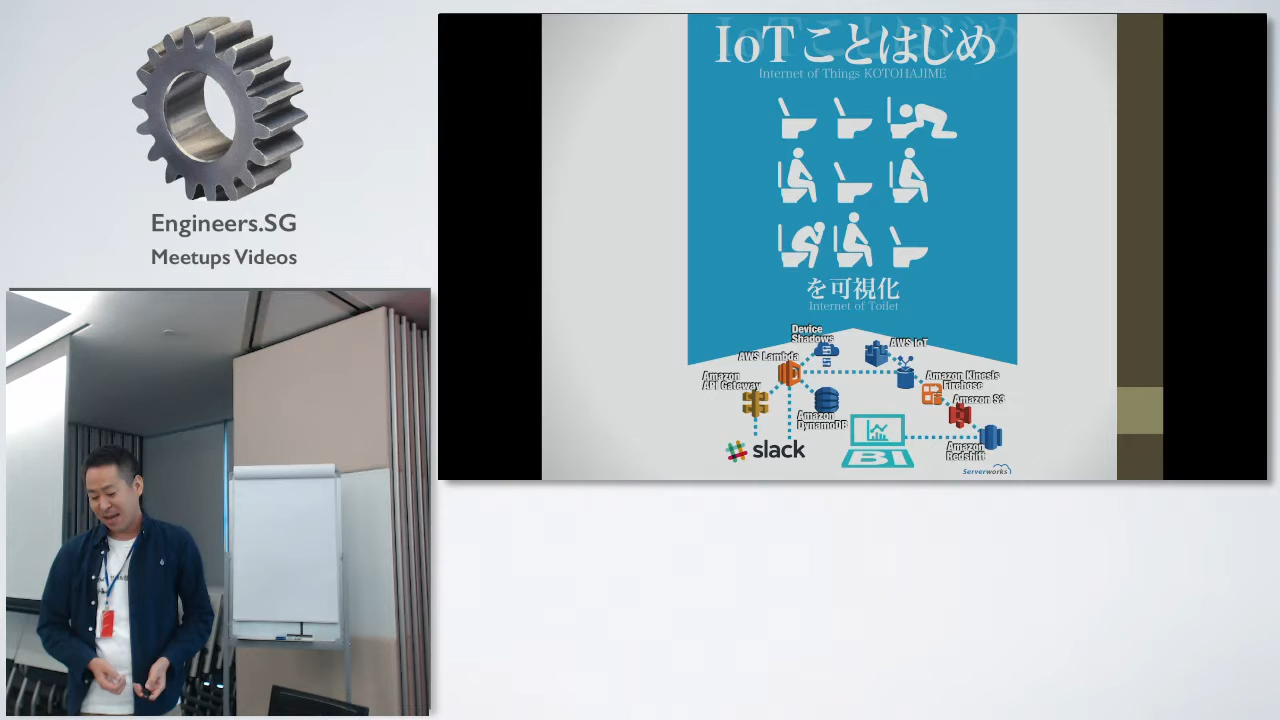 Engineers.SG
Meetups Videos
IoTことはじめ
Internet of Things KOTOHAJIME
を可視化
Internet of Toilet
Device
Shadows
AWS IoT
AWS Lambda
Amazon
API Gateway
Amazon Kinesis
Firehose
Amazon S3
Amazon
DynamoDB
slack
BI
Amazon
Redshift
Serverworks